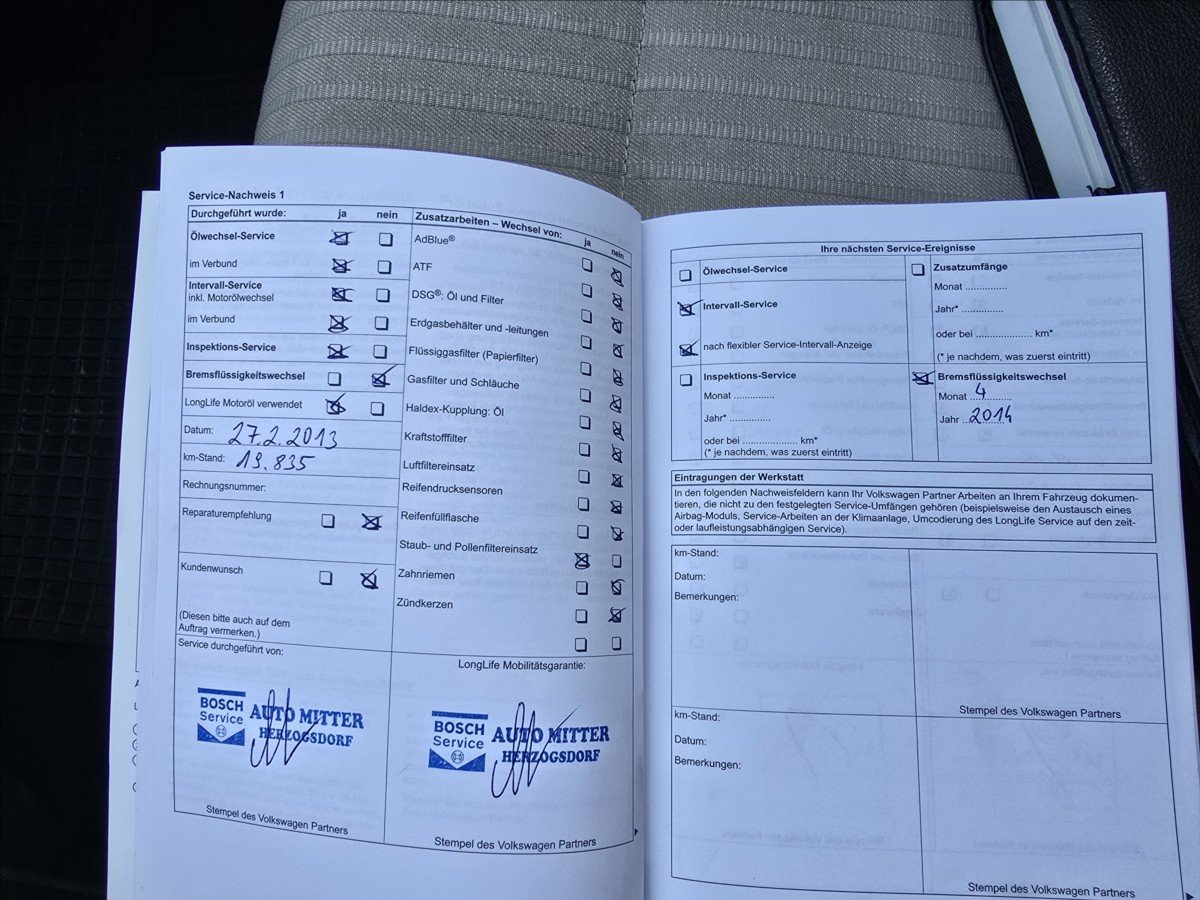 Service-Nachweis 1
Durchgeführt wurde: ja nein
Ölwechsel-Service
im Verbund
Intervall-Service
inkl. Motorölwechsel
im Verbund
Inspektions-Service
Bremsflüssigkeitswechsel
LongLife Motoröl verwendet
Datum: 27.2.2013
km-Stand: 19.835
Rechnungsnummer:
Reparaturempfehlung
Kundenwunsch
(Diesen bitte auch auf dem
Auftrag vermerken.)
Zusatzarbeiten – Wechsel von: ja nein
AdBlue®
ATF
DSG®: Öl und Filter
Erdgasbehälter und -leitungen
Flüssiggasfilter (Papierfilter)
Gasfilter und Schläuche
Haldex-Kupplung: Öl
Kraftstofffilter
Luftfiltereinsatz
Reifendrucksensoren
Reifenfüllflasche
Staub- und Pollenfiltereinsatz
Zahnriemen
Zündkerzen
Service durchgeführt von:
BOSCH
Service
AUTO MITTER
HERZOGSDORF
Stempel des Volkswagen Partners
LongLife Mobilitätsgarantie:
BOSCH
Service
AUTO MITTER
HERZOGSDORF
Stempel des Volkswagen Partners
Ihre nächsten Service-Ereignisse
Ölwechsel-Service
Intervall-Service
nach flexibler Service-Intervall-Anzeige
Zusatzumfänge
Monat ..............
Jahr* ..............
oder bei ................... km*
(* je nachdem, was zuerst eintritt)
Inspektions-Service
Monat ..............
Jahr* ..............
oder bei ................... km*
(* je nachdem, was zuerst eintritt)
Bremsflüssigkeitswechsel
Monat 4
Jahr 2014
Eintragungen der Werkstatt
In den folgenden Nachweisfeldern kann Ihr Volkswagen Partner Arbeiten an Ihrem Fahrzeug dokumen-
tieren, die nicht zu den festgelegten Service-Umfängen gehören (beispielsweise den Austausch eines
Airbag-Moduls, Service-Arbeiten an der Klimaanlage, Umcodierung des LongLife Service auf den zeit-
oder laufleistungsabhängigen Service).
km-Stand:
Datum:
Bemerkungen:
Stempel des Volkswagen Partners
km-Stand:
Datum:
Bemerkungen:
Stempel des Volkswagen Partners